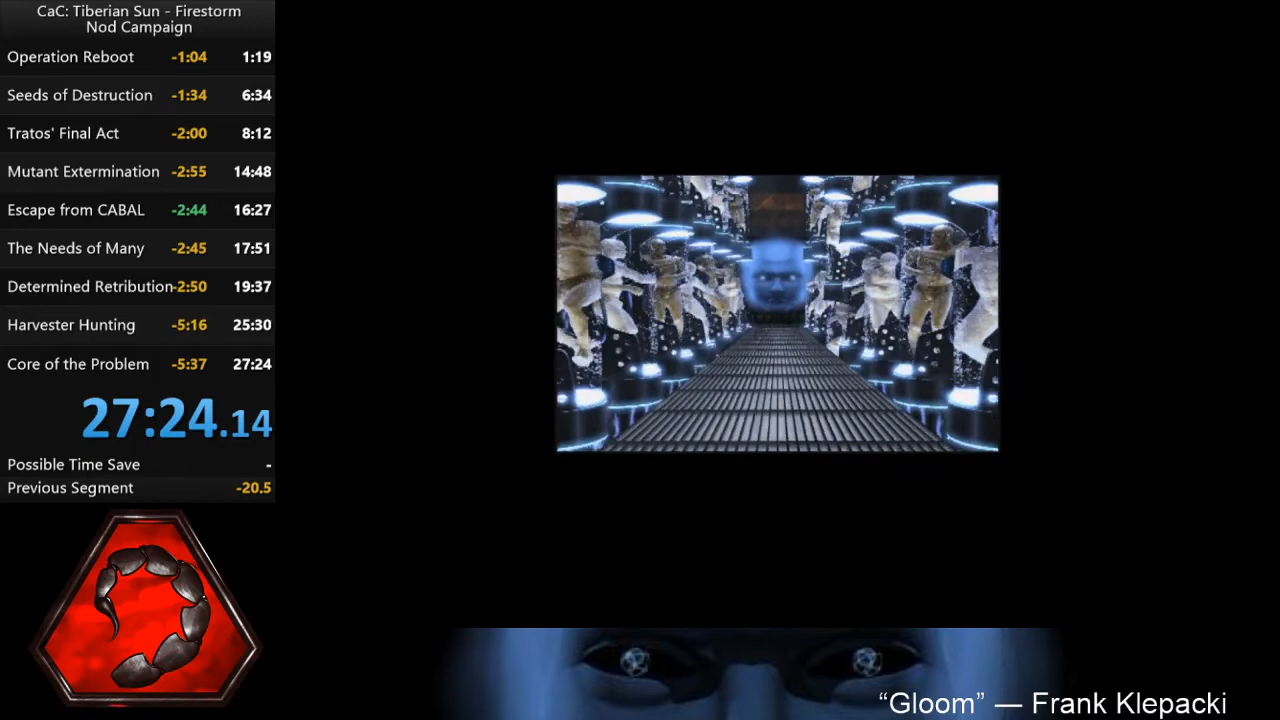 CaC: Tiberian Sun - Firestorm
Nod Campaign
Operation Reboot -1:04 1:19
Seeds of Destruction -1:34 6:34
Tratos' Final Act -2:00 8:12
Mutant Extermination -2:55 14:48
Escape from CABAL -2:44 16:27
The Needs of Many -2:45 17:51
Determined Retribution -2:50 19:37
Harvester Hunting -5:16 25:30
Core of the Problem -5:37 27:24
27:24.14
Possible Time Save -
Previous Segment -20.5
“Gloom” — Frank Klepacki